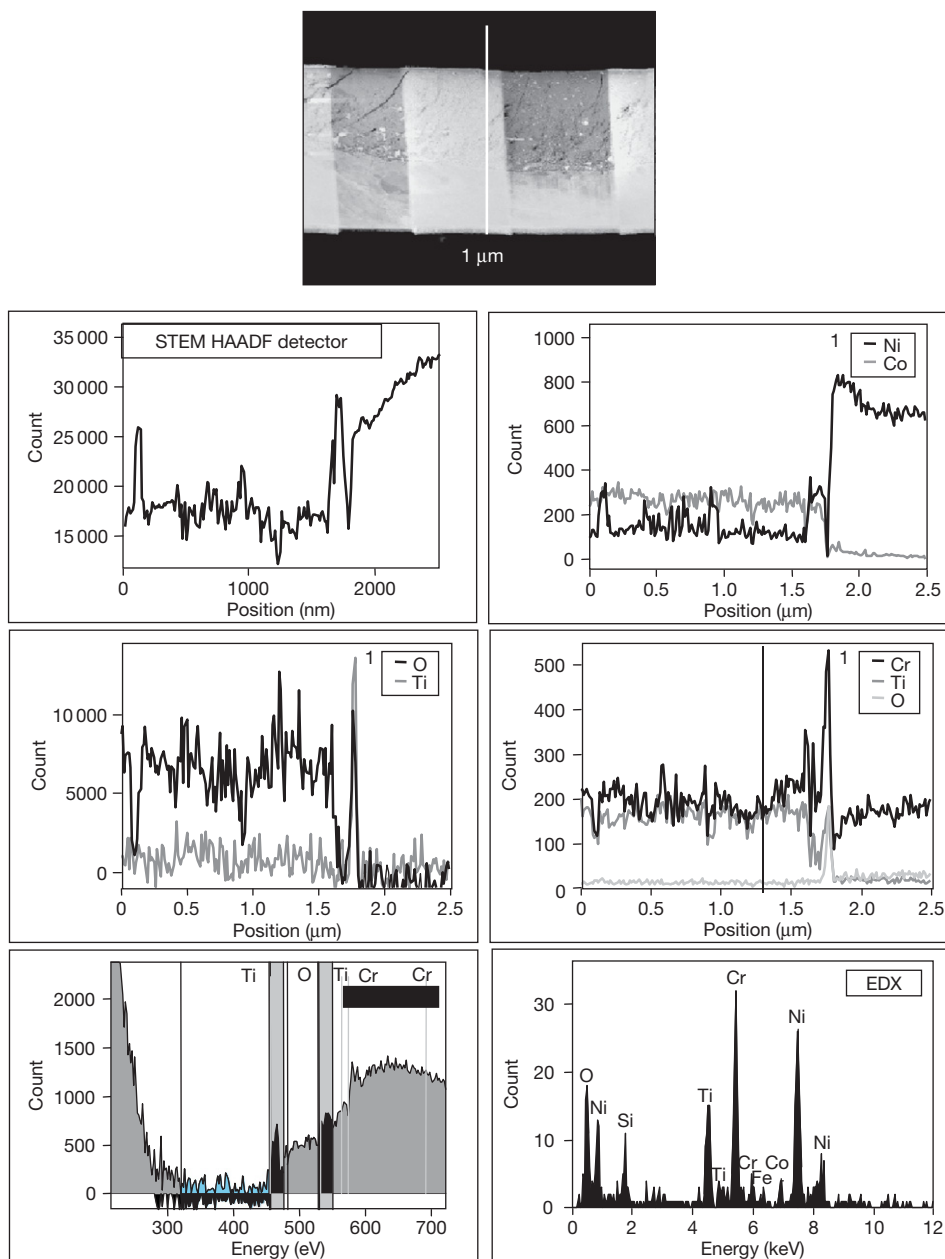 1 μm
STEM HAADF detector
35 000
30 000
25 000
20 000
15 000
Count
0 1000 2000
Position (nm)
1 Ni
Co
1000
800
600
400
200
0
Count
0 0.5 1.0 1.5 2.0 2.5
Position (μm)
1 O
Ti
10 000
5000
0
Count
0 0.5 1.0 1.5 2.0 2.5
Position (μm)
1 Cr
Ti
O
500
400
300
200
100
0
Count
0 0.5 1.0 1.5 2.0 2.5
Position (μm)
Ti O Ti Cr Cr
2000
1500
1000
500
0
Count
300 400 500 600 700
Energy (eV)
EDX
30
20
10
0
Count
O Ni Si Ti Ti Cr Cr Fe Co Ni Ni
0 2 4 6 8 10 12
Energy (keV)